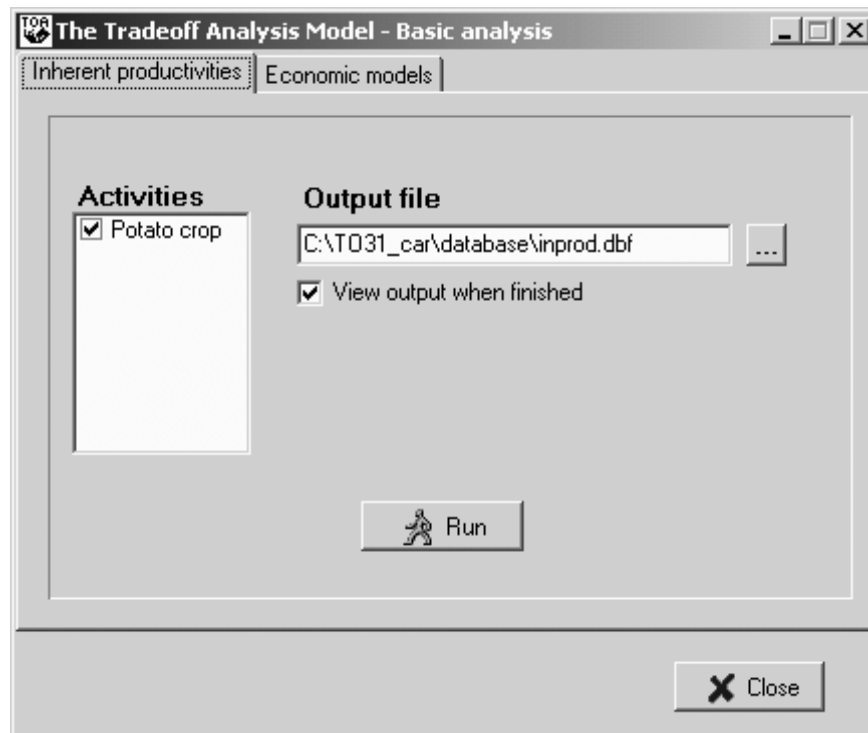 TOA The Tradeoff Analysis Model - Basic analysis
Inherent productivities Economic models
Activities
Potato crop
Output file
C:\TO31_car\database\inprod.dbf
...
View output when finished
Run
Close